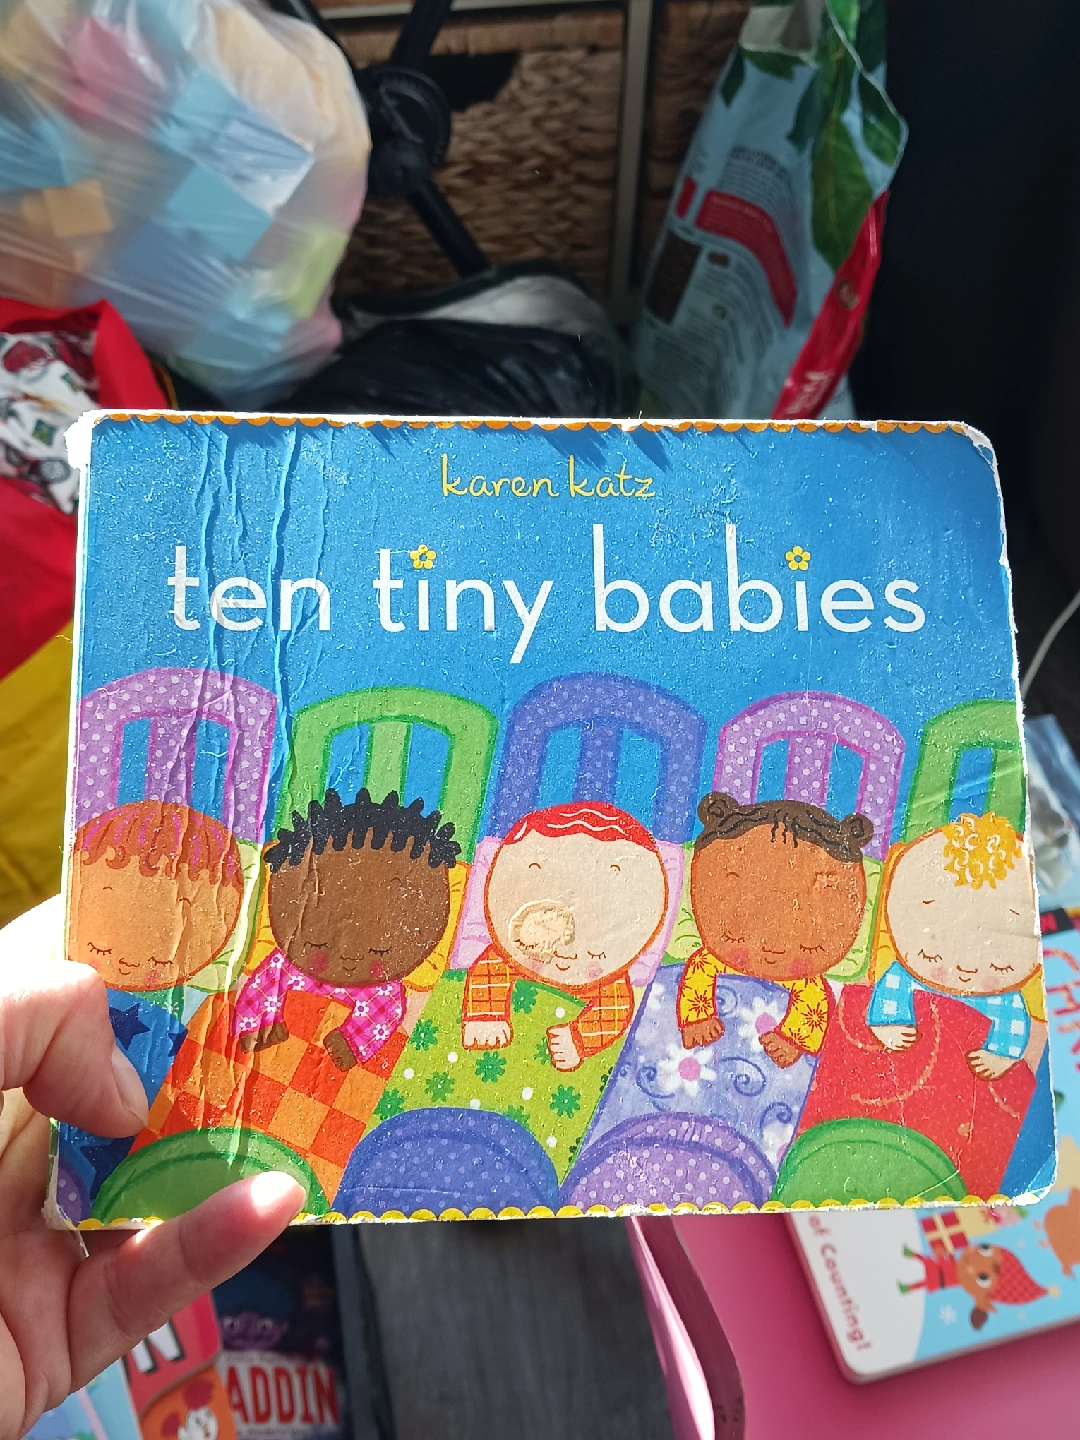 karen katz
ten tiny babies
of Counting!
ADDIN